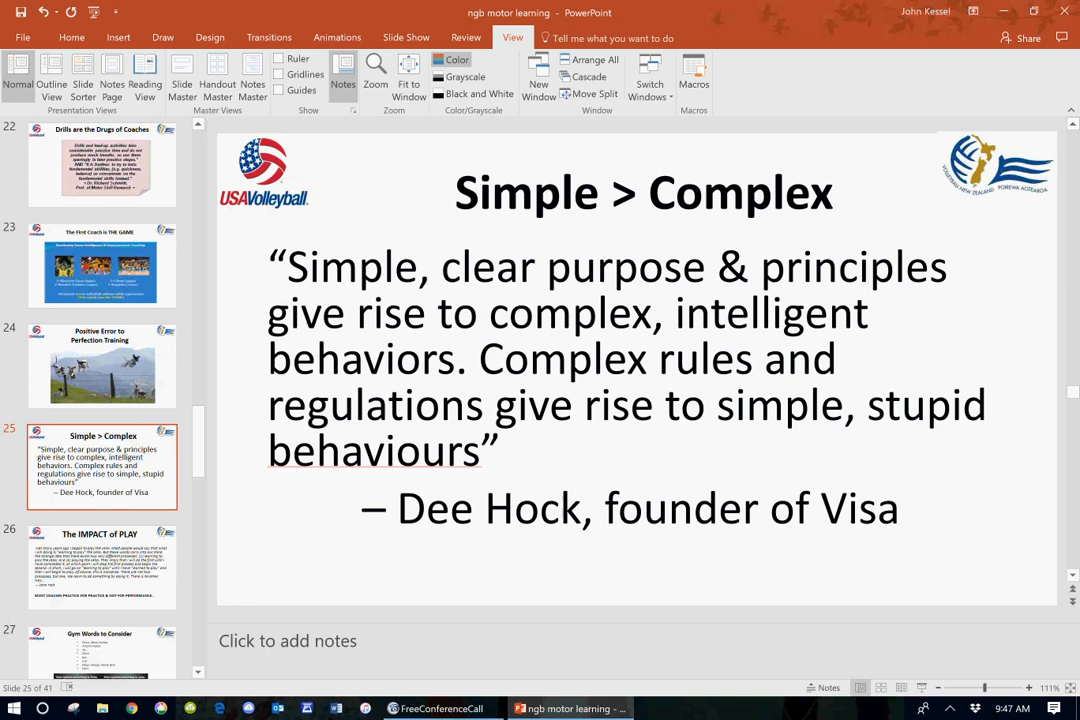 ngb motor learning - PowerPoint
John Kessel
File Home Insert Draw Design Transitions Animations Slide Show Review View Tell me what you want to do
Share
Normal
Outline View
Slide Sorter
Notes Page
Reading View
Presentation Views
Slide Master
Handout Master
Notes Master
Master Views
Ruler
Gridlines
Guides
Show
Notes
Zoom
Fit to Window
Zoom
Color
Grayscale
Black and White
Color/Grayscale
New Window
Arrange All
Cascade
Move Split
Window
Switch Windows
Macros
Macros
22
Drills are the Drugs of Coaches
23
The First Coach is THE GAME
24
Positive Error to
Perfection Training
25
Simple > Complex
“Simple, clear purpose & principles
give rise to complex, intelligent
behaviors. Complex rules and
regulations give rise to simple, stupid
behaviours”
– Dee Hock, founder of Visa
26
The IMPACT of PLAY
27
Gym Words to Consider
USAVolleyball.
VOLLEYBALL NEW ZEALAND POIREWA AOTEAROA
Simple > Complex
“Simple, clear purpose & principles
give rise to complex, intelligent
behaviors. Complex rules and
regulations give rise to simple, stupid
behaviours”
– Dee Hock, founder of Visa
Click to add notes
Slide 25 of 41
Notes
111%
FreeConferenceCall
ngb motor learning - ...
9:47 AM